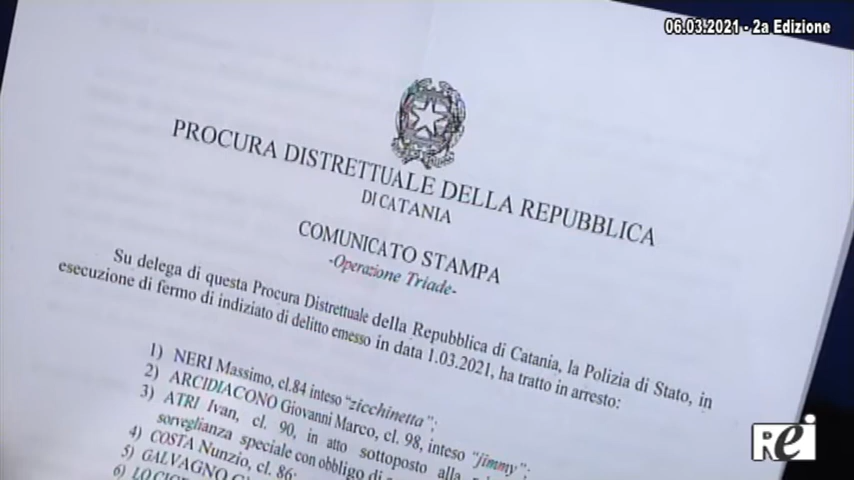 06.03.2021 - 2a Edizione
PROCURA DISTRETTUALE DELLA REPUBBLICA
DI CATANIA
COMUNICATO STAMPA
-Operazione Triade-
Su delega di questa Procura Distrettuale della Repubblica di Catania, la Polizia di Stato, in
esecuzione di fermo di indiziato di delitto emesso in data 1.03.2021, ha tratto in arresto:
1) NERI Massimo, cl.84 inteso "zicchinetta";
2) ARCIDIACONO Giovanni Marco, cl. 98, inteso "jimmy";
3) ATRI Ivan, cl. 90, in atto sottoposto alla
sorveglianza speciale con obbligo di
4) COSTA Nunzio, cl. 86;
5) GALVAGNO
6)
Rei